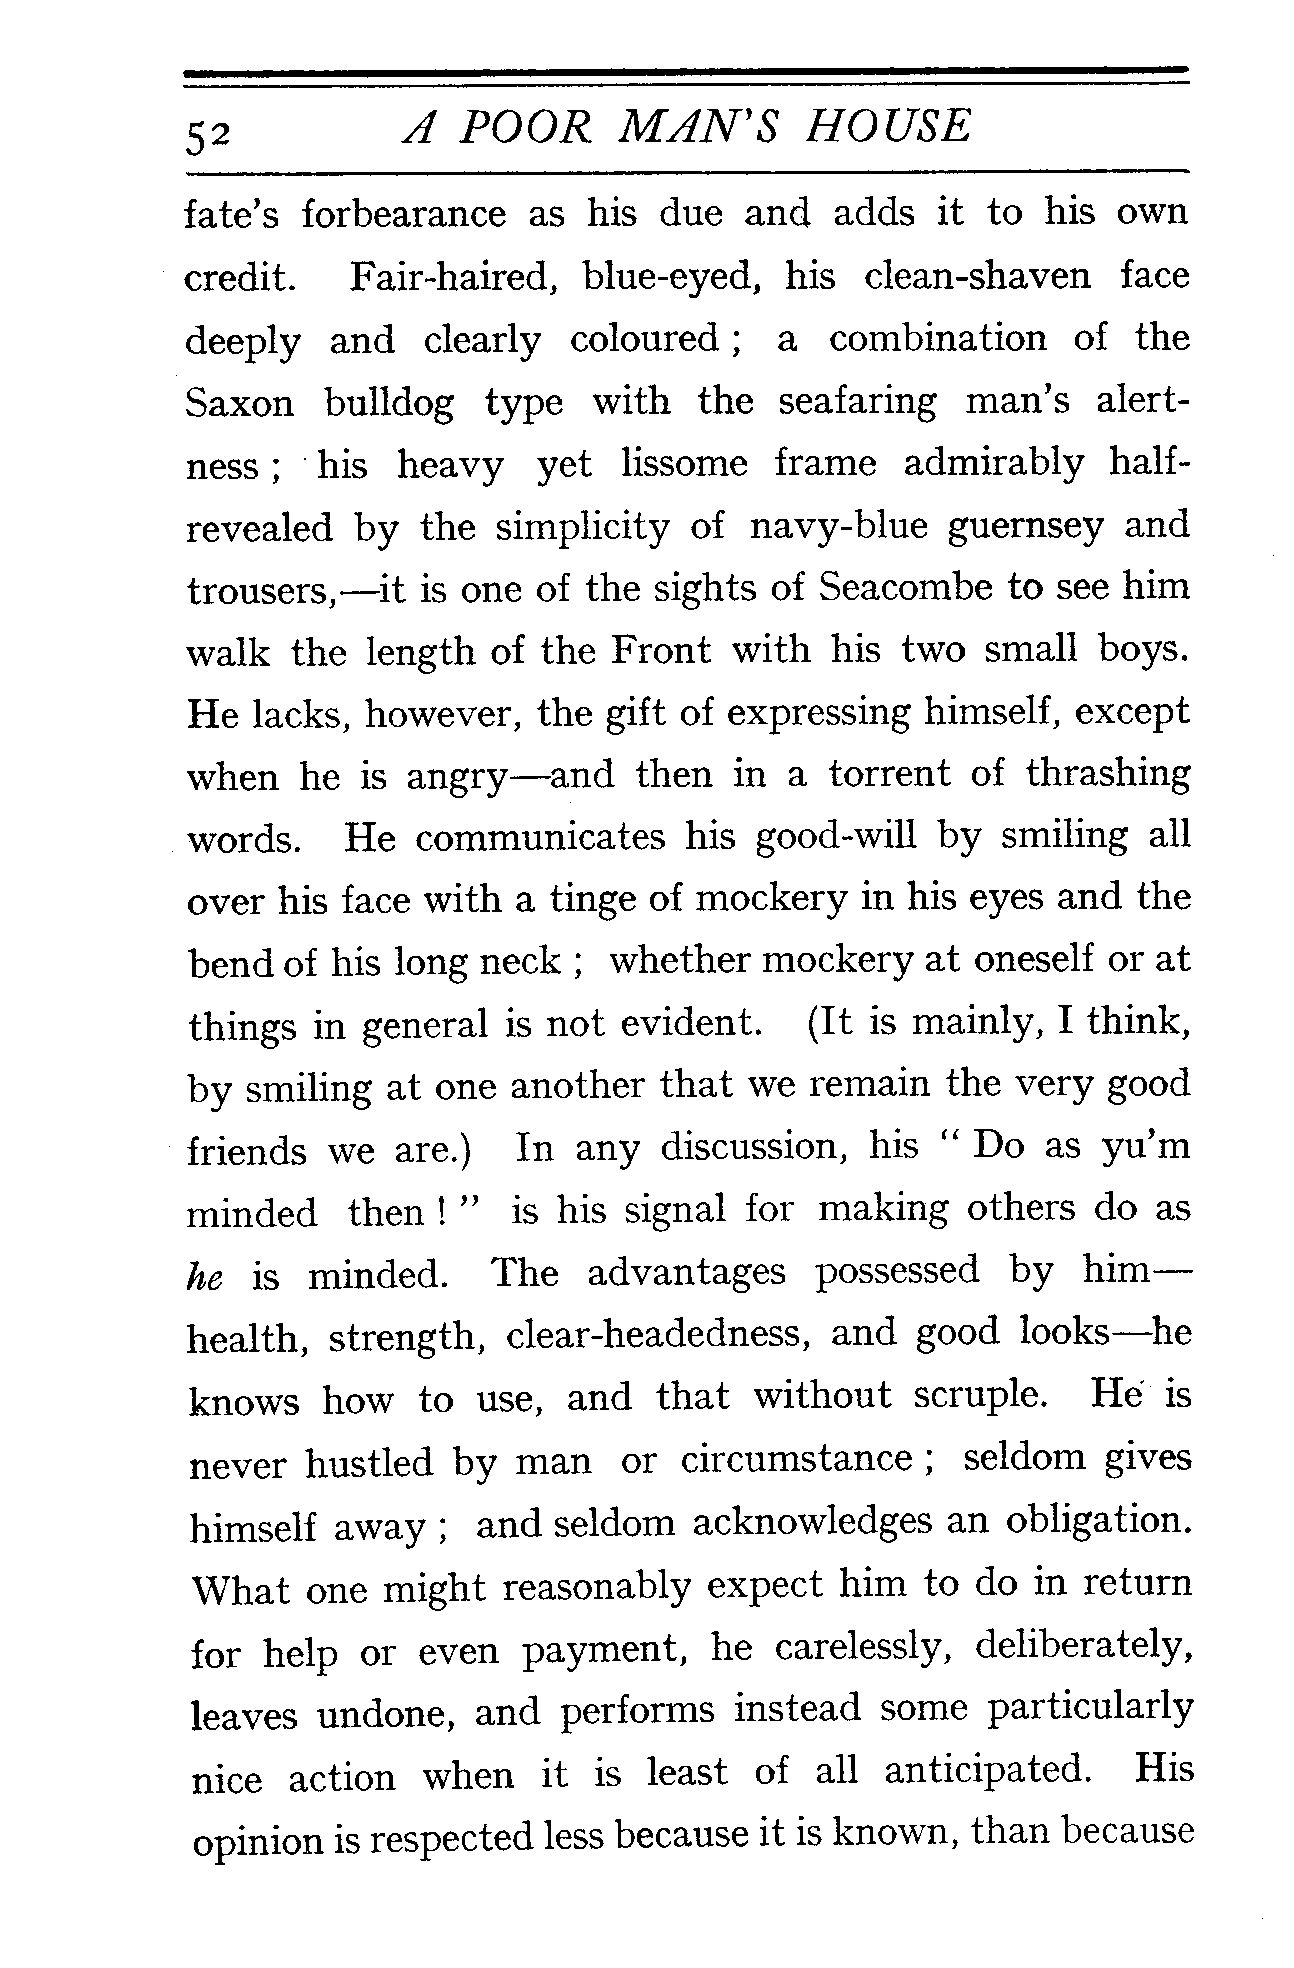 52 A POOR MAN'S HOUSE
fate's forbearance as his due and adds it to his own
credit. Fair-haired, blue-eyed, his clean-shaven face
deeply and clearly coloured ; a combination of the
Saxon bulldog type with the seafaring man's alert-
ness ; his heavy yet lissome frame admirably half-
revealed by the simplicity of navy-blue guernsey and
trousers,—it is one of the sights of Seacombe to see him
walk the length of the Front with his two small boys.
He lacks, however, the gift of expressing himself, except
when he is angry—and then in a torrent of thrashing
words. He communicates his good-will by smiling all
over his face with a tinge of mockery in his eyes and the
bend of his long neck ; whether mockery at oneself or at
things in general is not evident. (It is mainly, I think,
by smiling at one another that we remain the very good
friends we are.) In any discussion, his “ Do as yu'm
minded then ! ” is his signal for making others do as
he is minded. The advantages possessed by him—
health, strength, clear-headedness, and good looks—he
knows how to use, and that without scruple. He is
never hustled by man or circumstance ; seldom gives
himself away ; and seldom acknowledges an obligation.
What one might reasonably expect him to do in return
for help or even payment, he carelessly, deliberately,
leaves undone, and performs instead some particularly
nice action when it is least of all anticipated. His
opinion is respected less because it is known, than because